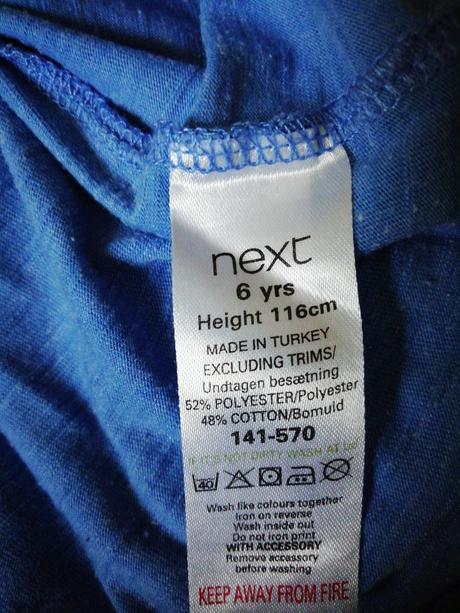 next
6 yrs
Height 116cm
MADE IN TURKEY
EXCLUDING TRIMS/
Undtagen besætning
52% POLYESTER/Polyester
48% COTTON/Bomuld
141-570
IF IT'S NOT DIRTY WASH AT 30°
40
Wash like colours together
Iron on reverse
Wash inside out
Do not iron print
WITH ACCESSORY
Remove accessory
before washing
KEEP AWAY FROM FIRE